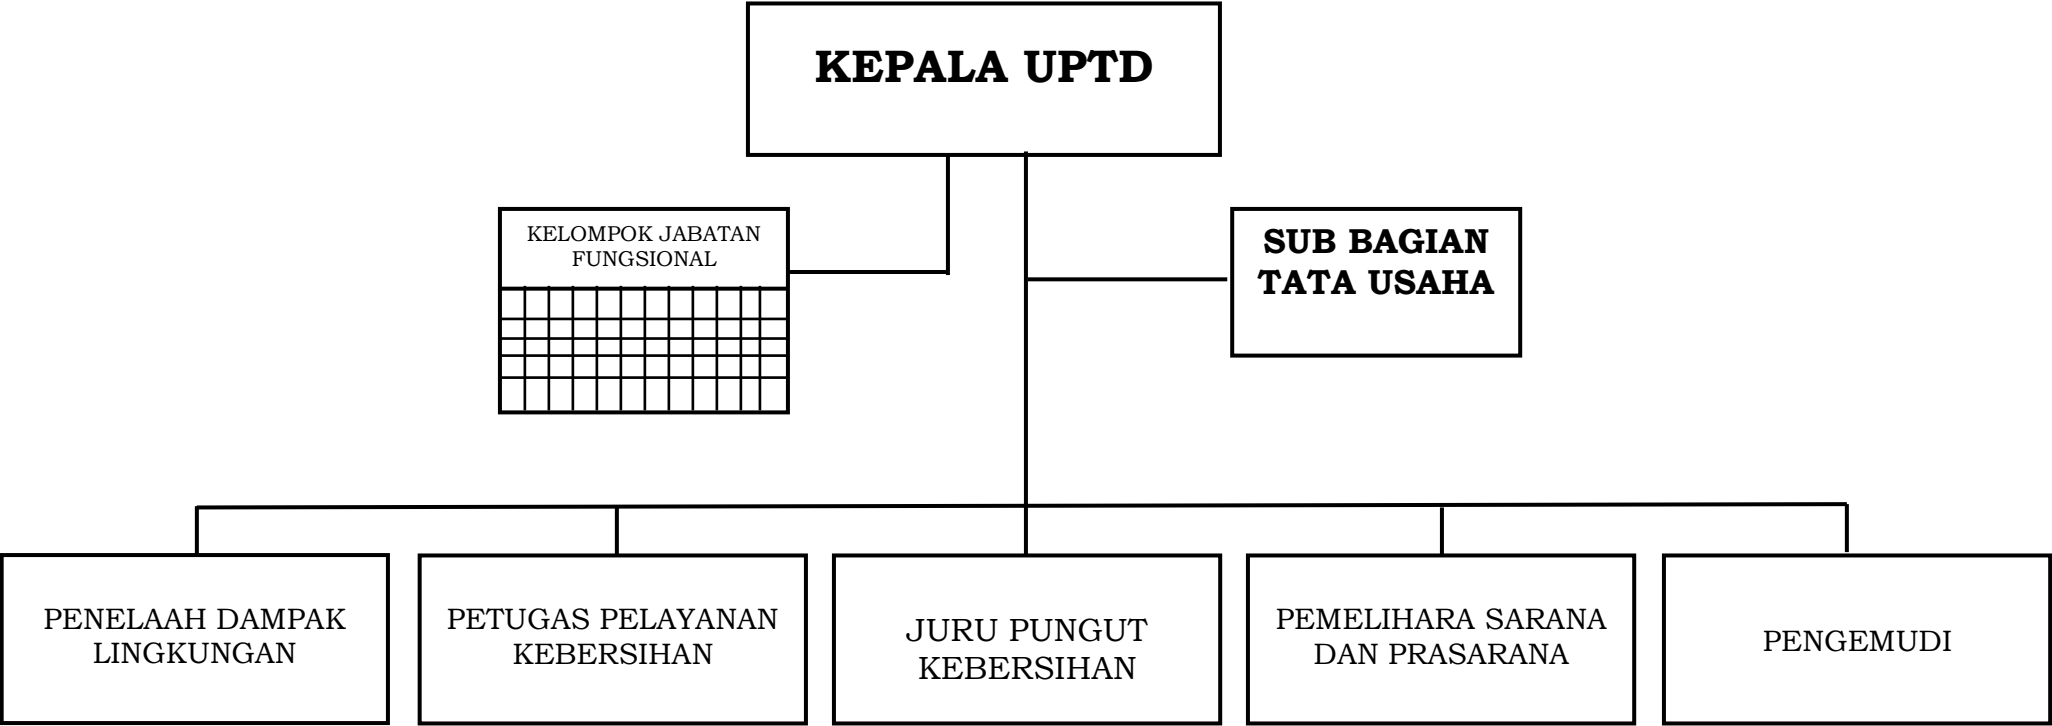 KEPALA UPTD
KELOMPOK JABATAN
FUNGSIONAL
SUB BAGIAN
TATA USAHA
PENELAAH DAMPAK
LINGKUNGAN
PETUGAS PELAYANAN
KEBERSIHAN
JURU PUNGUT
KEBERSIHAN
PEMELIHARA SARANA
DAN PRASARANA
PENGEMUDI